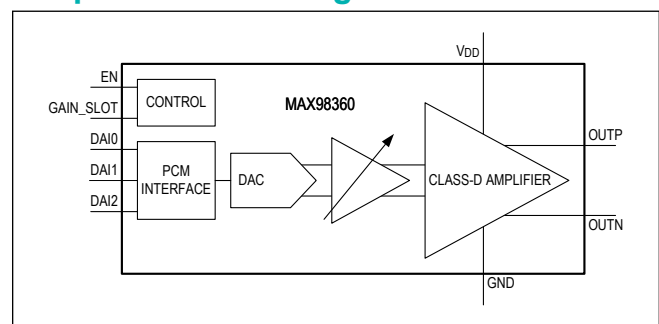 VDD
EN
CONTROL
MAX98360
GAIN_SLOT
DAI0
OUTP
PCM
INTERFACE
DAC
CLASS-D AMPLIFIER
DAI1
DAI2
OUTN
GND